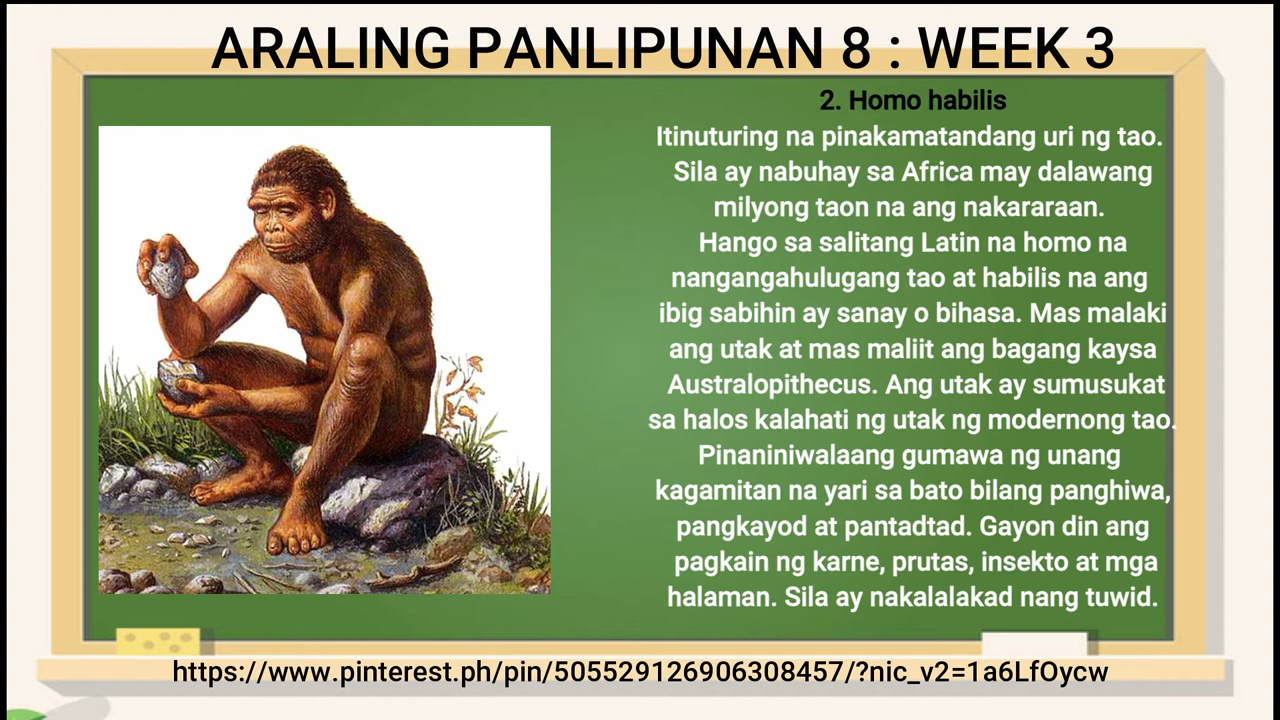 ARALING PANLIPUNAN 8 : WEEK 3
2. Homo habilis
Itinuturing na pinakamatandang uri ng tao.
Sila ay nabuhay sa Africa may dalawang
milyong taon na ang nakararaan.
Hango sa salitang Latin na homo na
nangangahulugang tao at habilis na ang
ibig sabihin ay sanay o bihasa. Mas malaki
ang utak at mas maliit ang bagang kaysa
Australopithecus. Ang utak ay sumusukat
sa halos kalahati ng utak ng modernong tao.
Pinaniniwalaang gumawa ng unang
kagamitan na yari sa bato bilang panghiwa,
pangkayod at pantadtad. Gayon din ang
pagkain ng karne, prutas, insekto at mga
halaman. Sila ay nakalalakad nang tuwid.
https://www.pinterest.ph/pin/505529126906308457/?nic_v2=1a6LfOycw